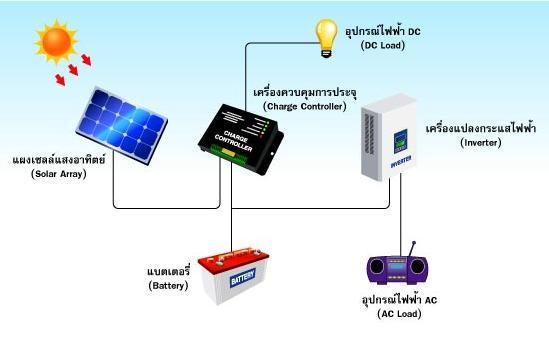 อุปกรณ์ไฟฟ้า DC
(DC Load)
เครื่องควบคุมการประจุ
(Charge Controller)
CHARGE
CONTROLLER
เครื่องแปลงกระแสไฟฟ้า
(Inverter)
INVERTER
แผงเซลล์แสงอาทิตย์
(Solar Array)
แบตเตอรี่
(Battery)
BATTERY
อุปกรณ์ไฟฟ้า AC
(AC Load)